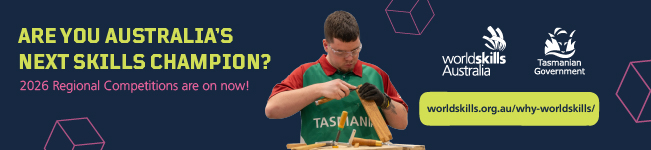 ARE YOU AUSTRALIA'S
NEXT SKILLS CHAMPION?
2026 Regional Competitions are on now!
TASMANIA
worldskills
Australia
Tasmanian
Government
worldskills.org.au/why-worldskills/